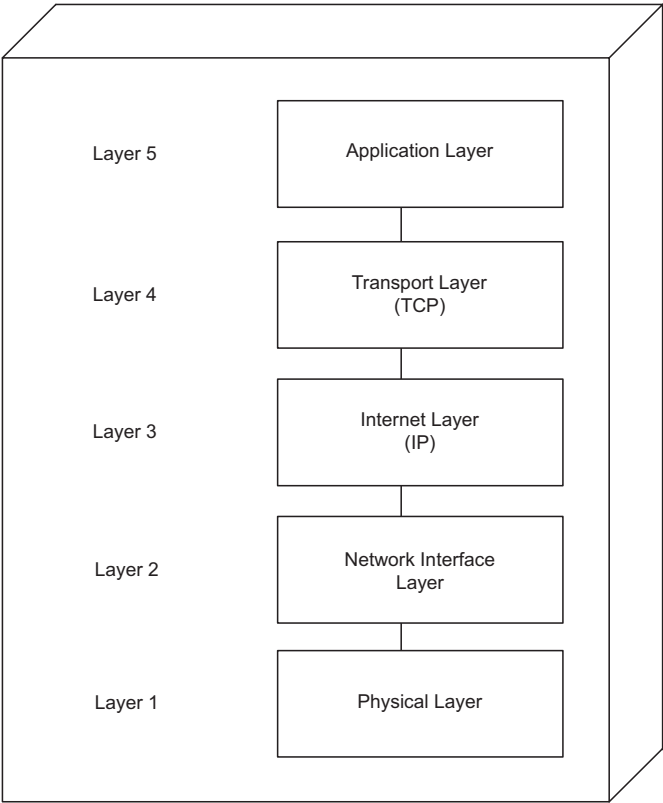 Layer 5
Application Layer
Layer 4
Transport Layer
(TCP)
Layer 3
Internet Layer
(IP)
Layer 2
Network Interface
Layer
Layer 1
Physical Layer